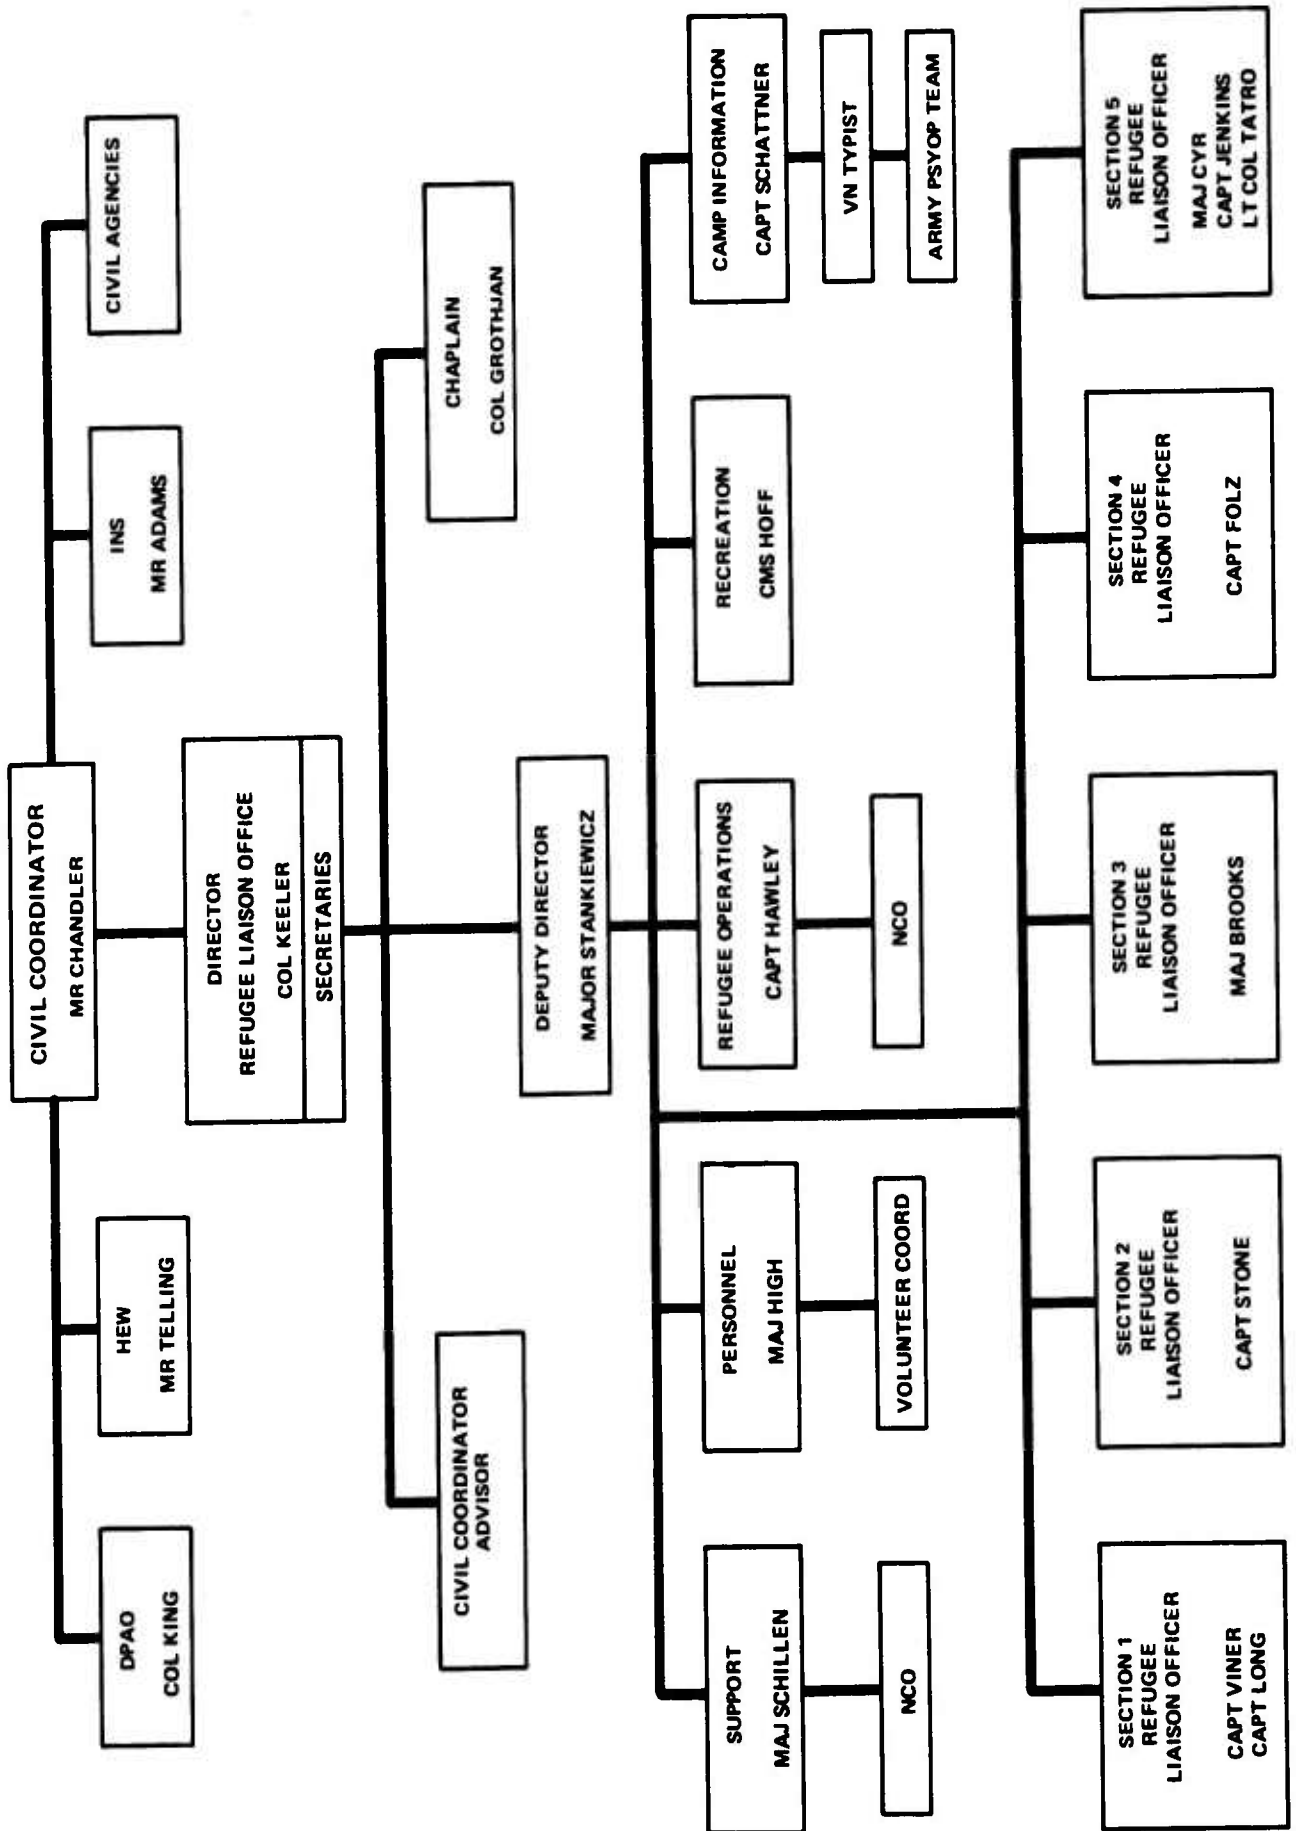 CIVIL COORDINATOR
MR CHANDLER
DPAO
COL KING
HEW
MR TELLING
INS
MR ADAMS
CIVIL AGENCIES
DIRECTOR
REFUGEE LIAISON OFFICE
COL KEELER
SECRETARIES
CIVIL COORDINATOR
ADVISOR
CHAPLAIN
COL GROTHJAN
DEPUTY DIRECTOR
MAJOR STANKIEWICZ
SUPPORT
MAJ SCHILLEN
NCO
PERSONNEL
MAJ HIGH
VOLUNTEER COORD
REFUGEE OPERATIONS
CAPT HAWLEY
NCO
RECREATION
CMS HOFF
CAMP INFORMATION
CAPT SCHATTNER
VN TYPIST
ARMY PSYOP TEAM
SECTION 1
REFUGEE
LIAISON OFFICER
CAPT VINER
CAPT LONG
SECTION 2
REFUGEE
LIAISON OFFICER
CAPT STONE
SECTION 3
REFUGEE
LIAISON OFFICER
MAJ BROOKS
SECTION 4
REFUGEE
LIAISON OFFICER
CAPT FOLZ
SECTION 5
REFUGEE
LIAISON OFFICER
MAJ CYR
CAPT JENKINS
LT COL TATRO